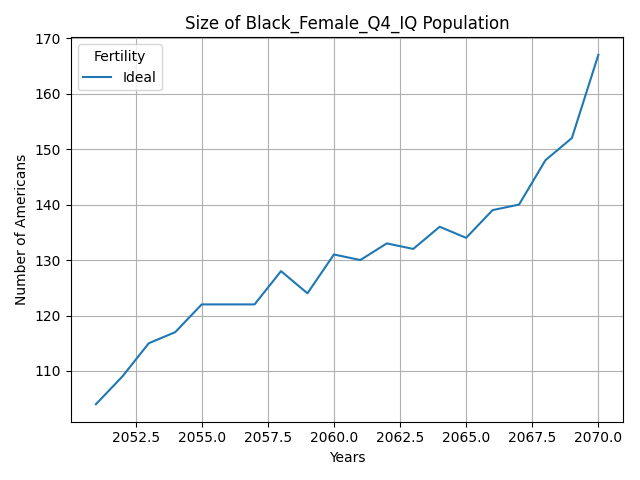 Size of Black_Female_Q4_IQ Population
Fertility
Ideal
Number of Americans
170
160
150
140
130
120
110
2052.5 2055.0 2057.5 2060.0 2062.5 2065.0 2067.5 2070.0
Years